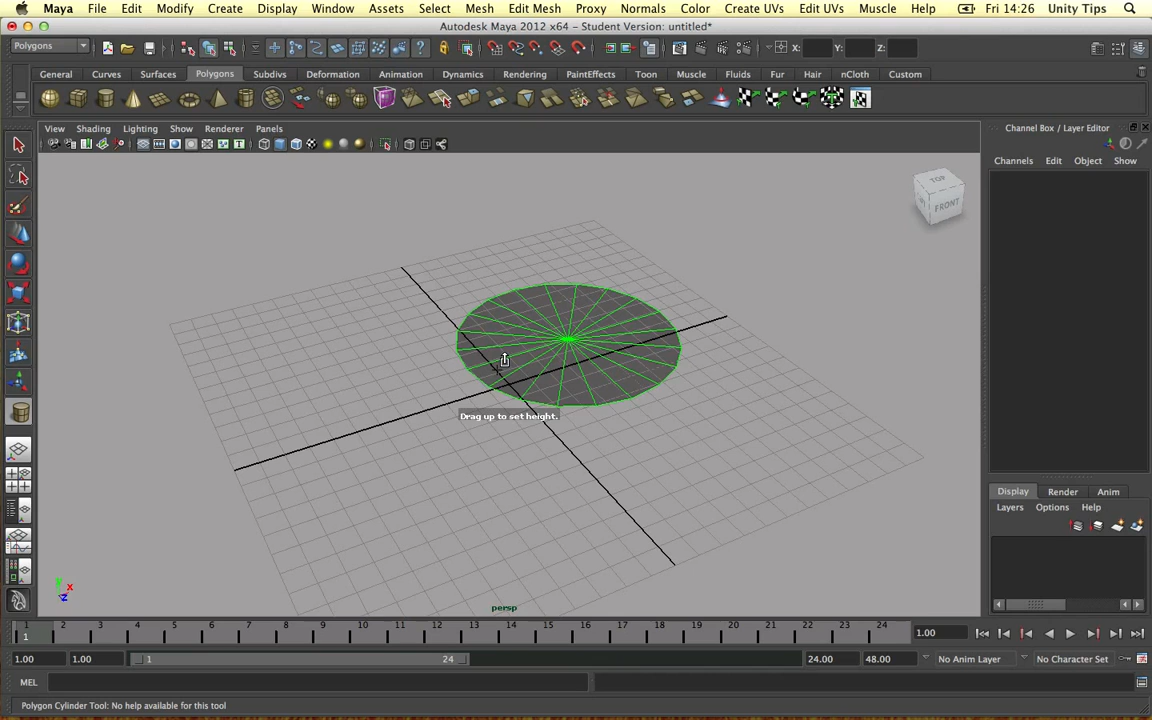 Maya File Edit Modify Create Display Window Assets Select Mesh Edit Mesh Proxy Normals Color Create UVs Edit UVs Muscle Help Fri 14:26 Unity Tips
Autodesk Maya 2012 x64 - Student Version: untitled*
Polygons X: Y: Z:
General Curves Surfaces Polygons Subdivs Deformation Animation Dynamics Rendering PaintEffects Toon Muscle Fluids Fur Hair nCloth Custom
View Shading Lighting Show Renderer Panels
Channel Box / Layer Editor
Channels Edit Object Show
TOP
FRONT
Drag up to set height.
Display Render Anim
Layers Options Help
y x z
persp
1 2 3 4 5 6 7 8 9 10 11 12 13 14 15 16 17 18 19 20 21 22 23 24
1 1.00
1.00 1.00 1 24 24.00 48.00 No Anim Layer No Character Set
MEL
Polygon Cylinder Tool: No help available for this tool